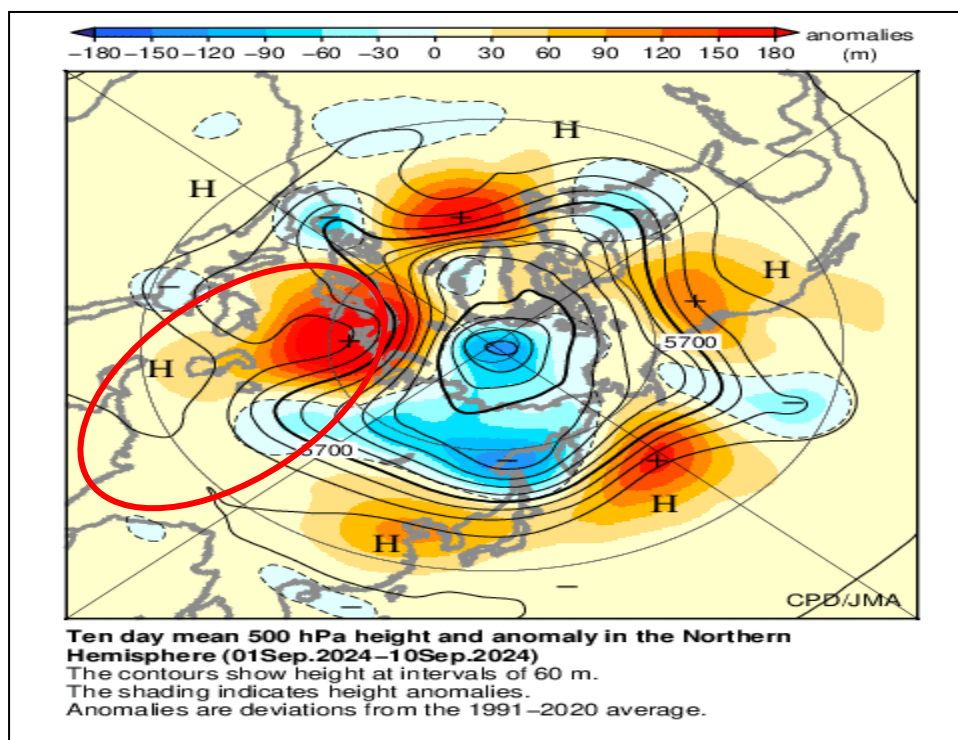 −180 −150 −120 −90 −60 −30 0 30 60 90 120 150 180 anomalies
(m)
H
H
H
H
5700
5700
H
H
CPD/JMA
Ten day mean 500 hPa height and anomaly in the Northern
Hemisphere (01Sep.2024−10Sep.2024)
The contours show height at intervals of 60 m.
The shading indicates height anomalies.
Anomalies are deviations from the 1991−2020 average.